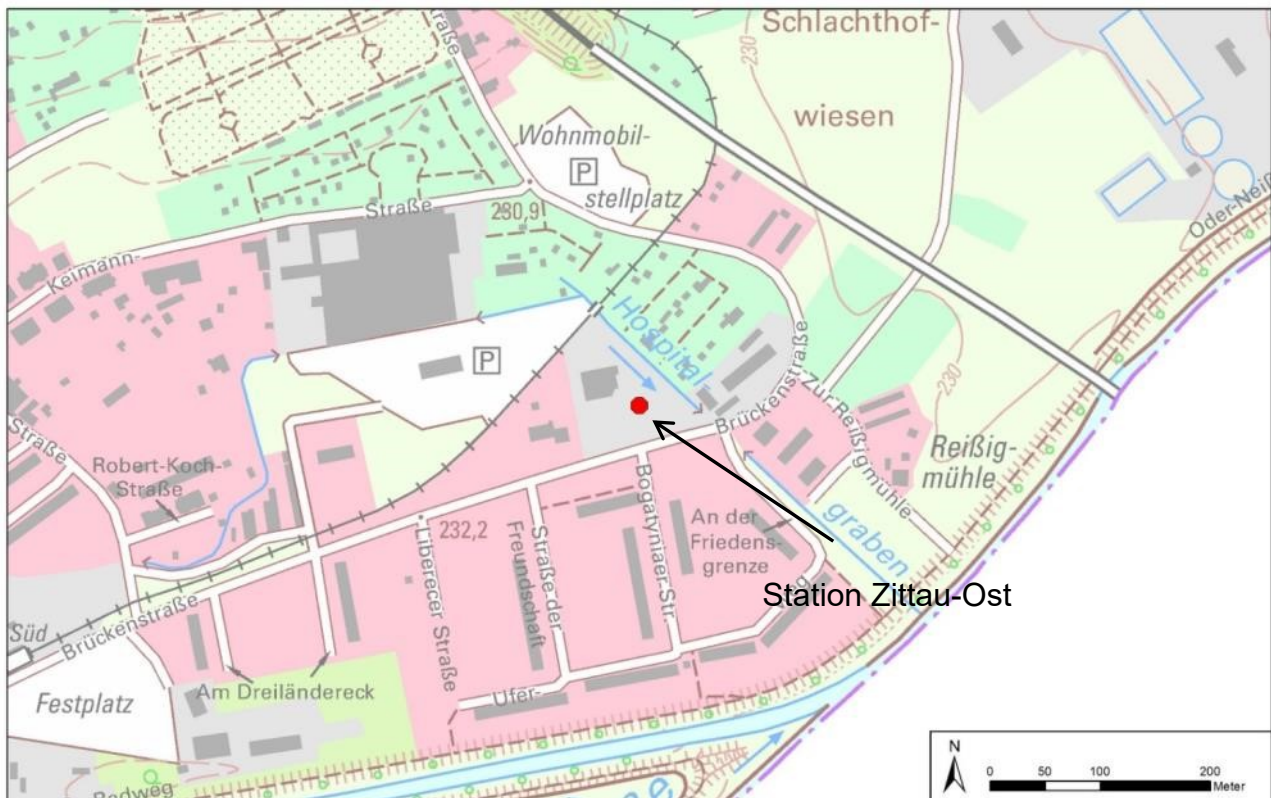 Straße
Schlachthof-
230
wiesen
Wohnmobil-
P
stellplatz
Oder-Neiß
Straße
230,9
Keimann-
Hospital
P
Brückenstraße
Zur Reißigmühle
230
Reißig-
mühle
Straße
Robert-Koch-
Straße
232,2
Liberecer Straße
Straße der
Freundschaft
Bogatyniaer Str.
An der
Friedens-
grenze
graben
Station Zittau-Ost
Süd
Brückenstraße
Am Dreiländereck
Ufer-
Festplatz
Radweg
N
0 50 100 200
Meter